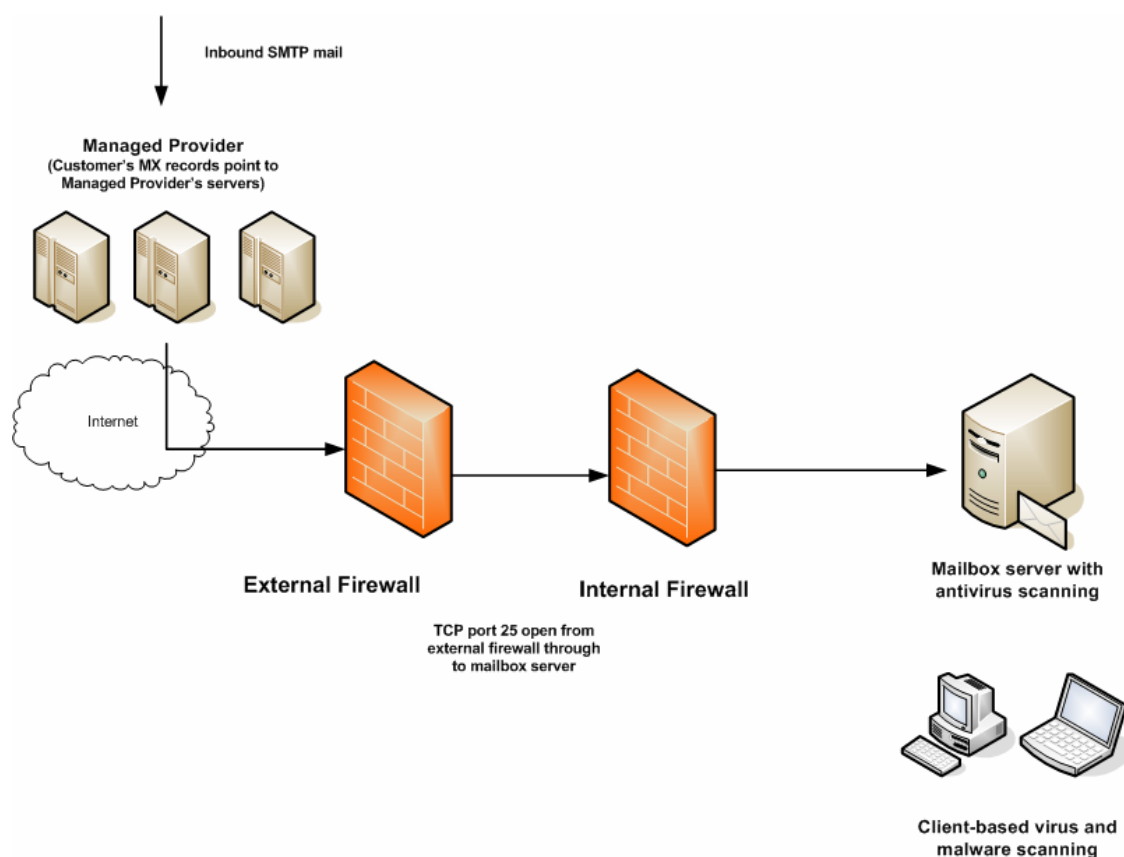 Inbound SMTP mail
Managed Provider
(Customer's MX records point to
Managed Provider's servers)
Internet
External Firewall
Internal Firewall
TCP port 25 open from
external firewall through
to mailbox server
Mailbox server with
antivirus scanning
Client-based virus and
malware scanning